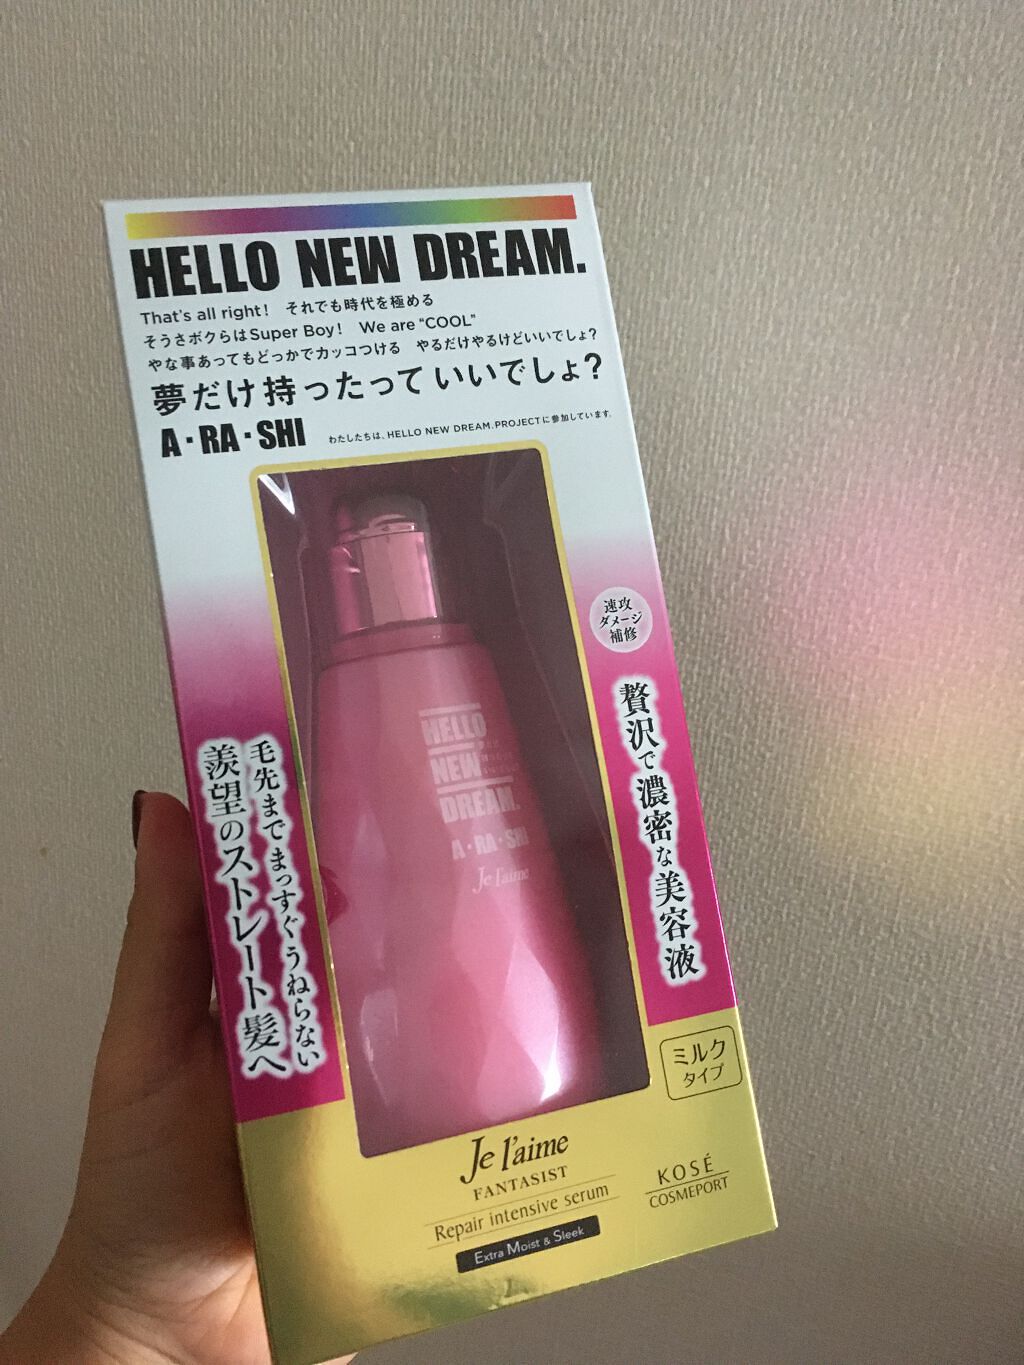 HELLO NEW DREAM.
That's all right! それでも時代を極める
そうさボクらはSuper Boy! We are "COOL"
やな事あってもどっかでカッコつける やるだけやるけどいいでしょ?
夢だけ持ったっていいでしょ?
A・RA・SHI
わたしたちは、HELLO NEW DREAM.PROJECTに参加しています。
速攻
ダメージ
補修
贅沢で濃密な美容液
毛先までまっすぐうねらない
羨望のストレート髪へ
HELLO
NEW
DREAM.
A・RA・SHI
Je l'aime
ミルク
タイプ
Je l'aime
FANTASIST
Repair intensive serum
Extra Moist & Sleek
KOSÉ
COSMEPORT